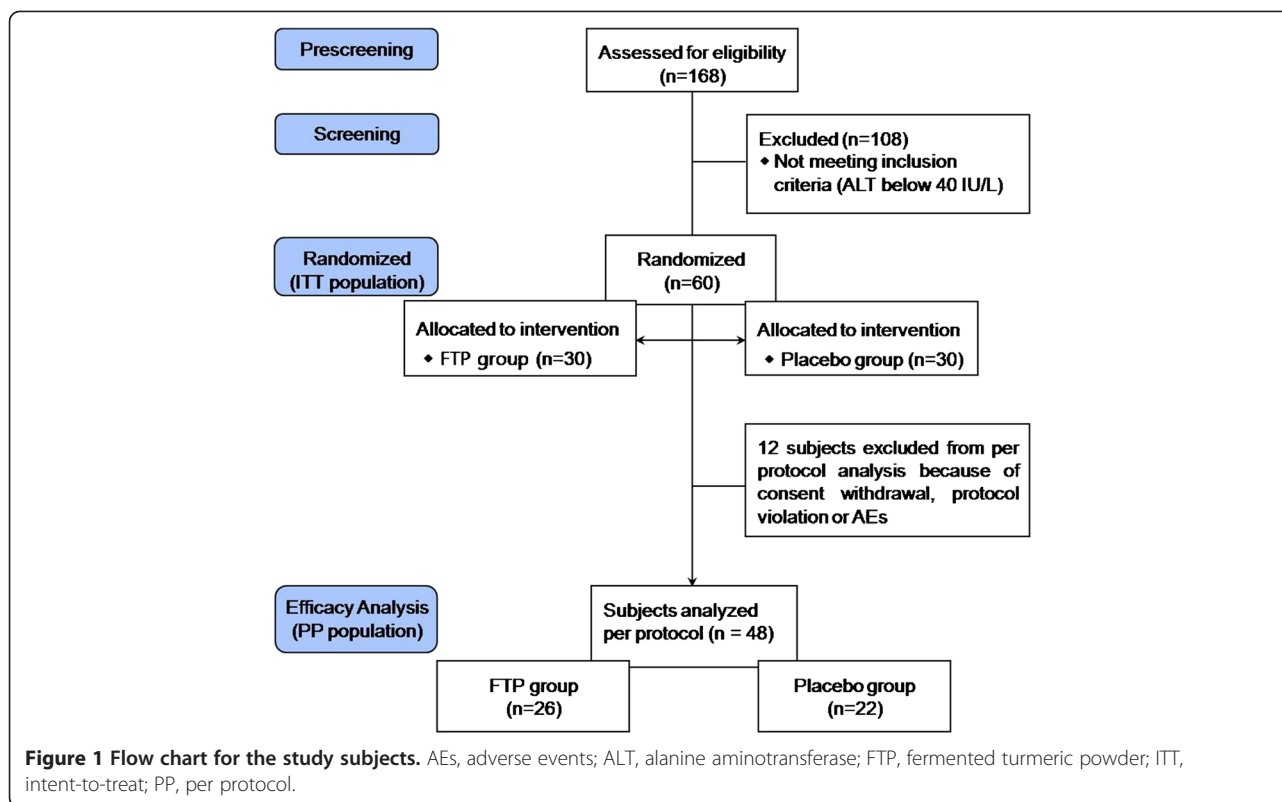 Prescreening
Assessed for eligibility
(n=168)
Screening
Excluded (n=108)
◆ Not meeting inclusion
criteria (ALT below 40 IU/L)
Randomized
(ITT population)
Randomized
(n=60)
Allocated to intervention
◆ FTP group (n=30)
Allocated to intervention
◆ Placebo group (n=30)
12 subjects excluded from per
protocol analysis because of
consent withdrawal, protocol
violation or AEs
Efficacy Analysis
(PP population)
Subjects analyzed
per protocol (n = 48)
FTP group
(n=26)
Placebo group
(n=22)
Figure 1 Flow chart for the study subjects. AEs, adverse events; ALT, alanine aminotransferase; FTP, fermented turmeric powder; ITT,
intent-to-treat; PP, per protocol.